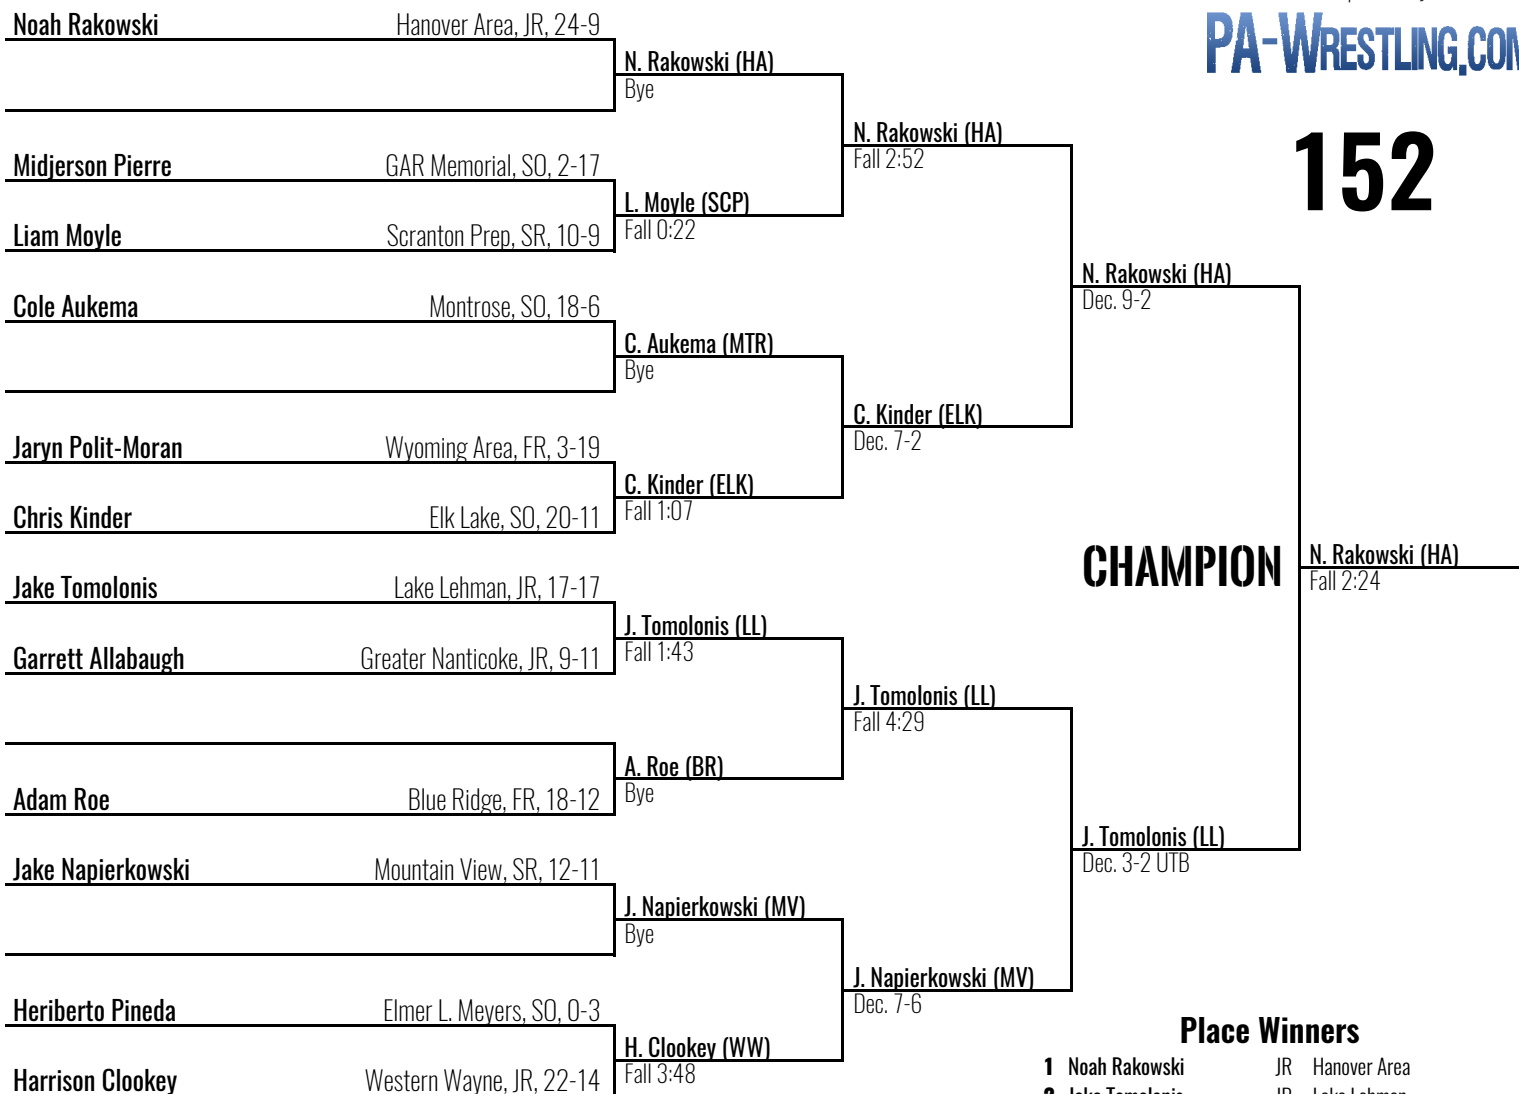 PA-WRESTLING.COM
152
Noah Rakowski Hanover Area, JR, 24-9
N. Rakowski (HA)
Bye
N. Rakowski (HA)
Fall 2:52
Midjerson Pierre GAR Memorial, SO, 2-17
L. Moyle (SCP)
Fall 0:22
Liam Moyle Scranton Prep, SR, 10-9
N. Rakowski (HA)
Dec. 9-2
Cole Aukema Montrose, SO, 18-6
C. Aukema (MTR)
Bye
C. Kinder (ELK)
Dec. 7-2
Jaryn Polit-Moran Wyoming Area, FR, 3-19
C. Kinder (ELK)
Fall 1:07
Chris Kinder Elk Lake, SO, 20-11
CHAMPION
N. Rakowski (HA)
Fall 2:24
Jake Tomolonis Lake Lehman, JR, 17-17
J. Tomolonis (LL)
Fall 1:43
Garrett Allabaugh Greater Nanticoke, JR, 9-11
J. Tomolonis (LL)
Fall 4:29
A. Roe (BR)
Bye
Adam Roe Blue Ridge, FR, 18-12
J. Tomolonis (LL)
Dec. 3-2 UTB
Jake Napierkowski Mountain View, SR, 12-11
J. Napierkowski (MV)
Bye
J. Napierkowski (MV)
Dec. 7-6
Heriberto Pineda Elmer L. Meyers, SO, 0-3
H. Clookey (WW)
Fall 3:48
Harrison Clookey Western Wayne, JR, 22-14
Place Winners
1 Noah Rakowski JR Hanover Area
2 Jake Tomolonis JR Lake Lehman